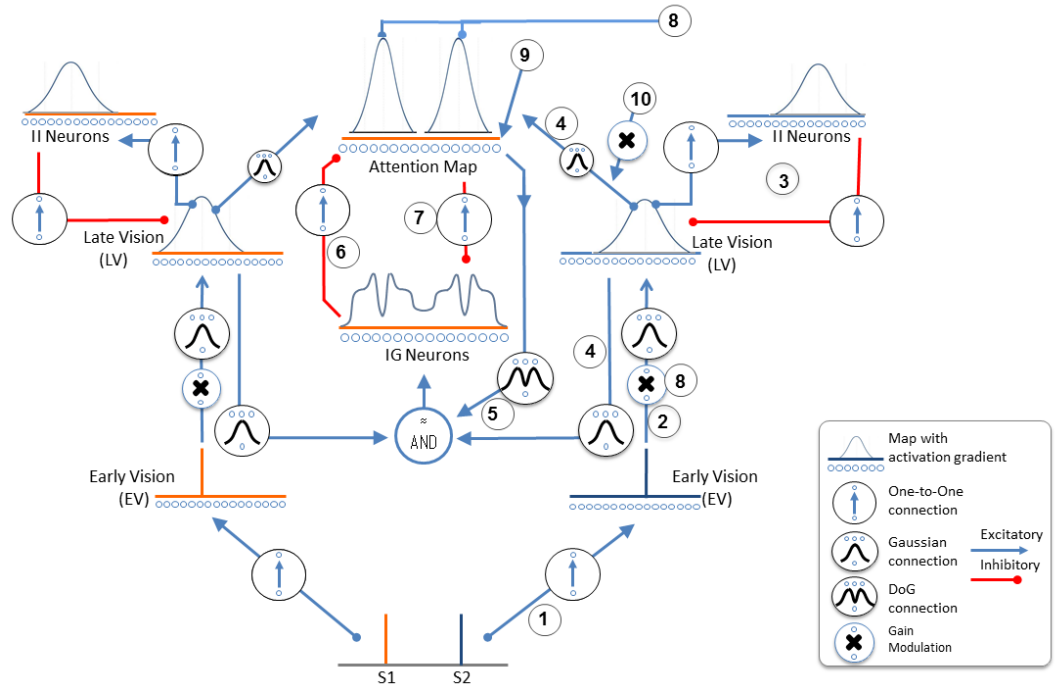 8
9
10
4
II Neurons
II Neurons
Attention Map
3
7
6
Late Vision
(LV)
Late Vision
(LV)
IG Neurons
4
8
5
2
≈
AND
Early Vision
(EV)
Early Vision
(EV)
1
S1
S2
Map with
activation gradient
One-to-One
connection
Gaussian
connection
Excitatory
Inhibitory
DoG
connection
Gain
Modulation